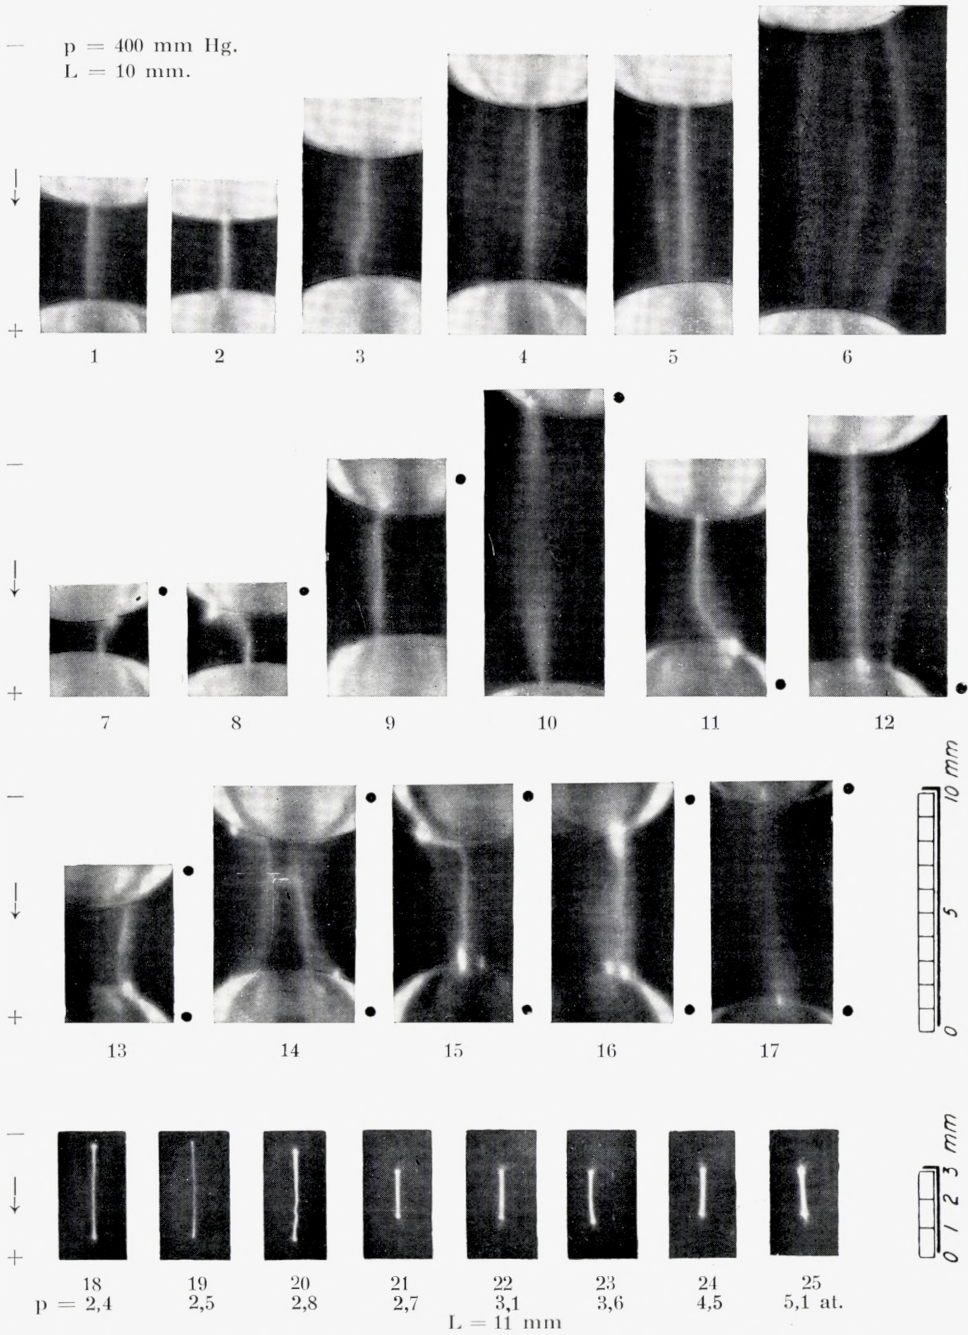 — p = 400 mm Hg.
L = 10 mm.
+
1 2 3 4 5 6
—
+
7 8 9 10 11 12
—
+
13 14 15 16 17
0 5 10 mm
—
+
0 1 2 3 mm
18 19 20 21 22 23 24 25
p = 2,4 2,5 2,8 2,7 3,1 3,6 4,5 5,1 at.
L = 11 mm